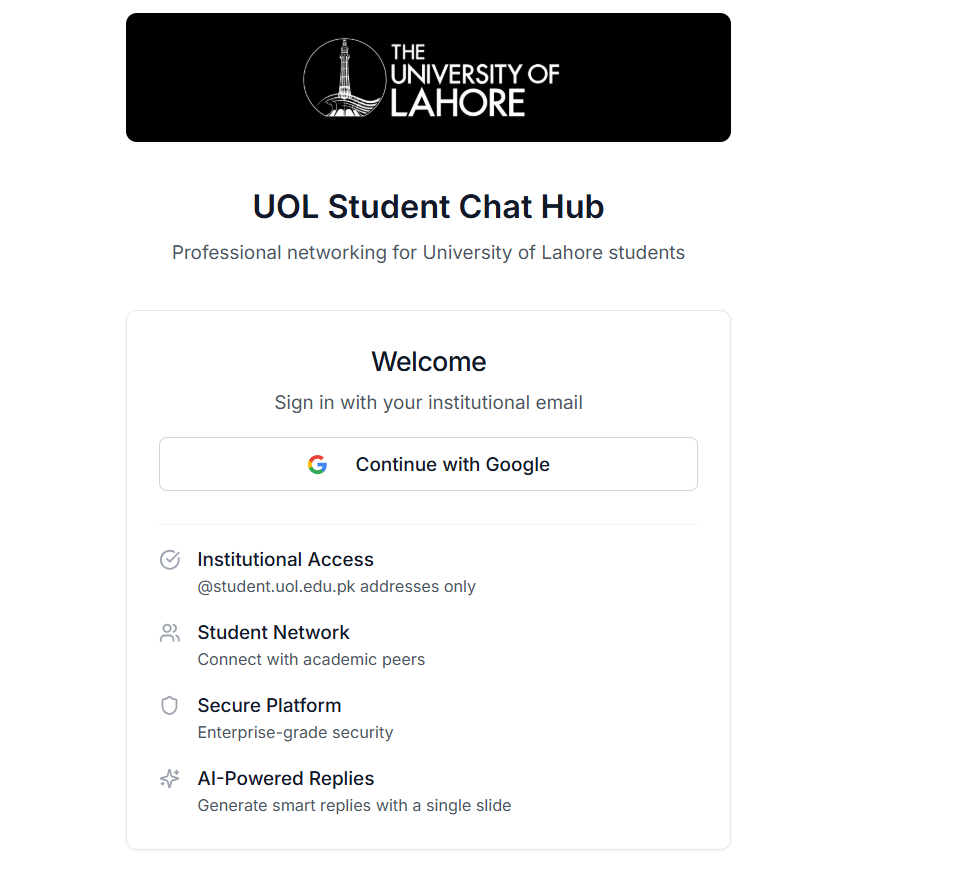 THE
UNIVERSITY OF
LAHORE
UOL Student Chat Hub
Professional networking for University of Lahore students
Welcome
Sign in with your institutional email
Continue with Google
Institutional Access
@student.uol.edu.pk addresses only
Student Network
Connect with academic peers
Secure Platform
Enterprise-grade security
AI-Powered Replies
Generate smart replies with a single slide